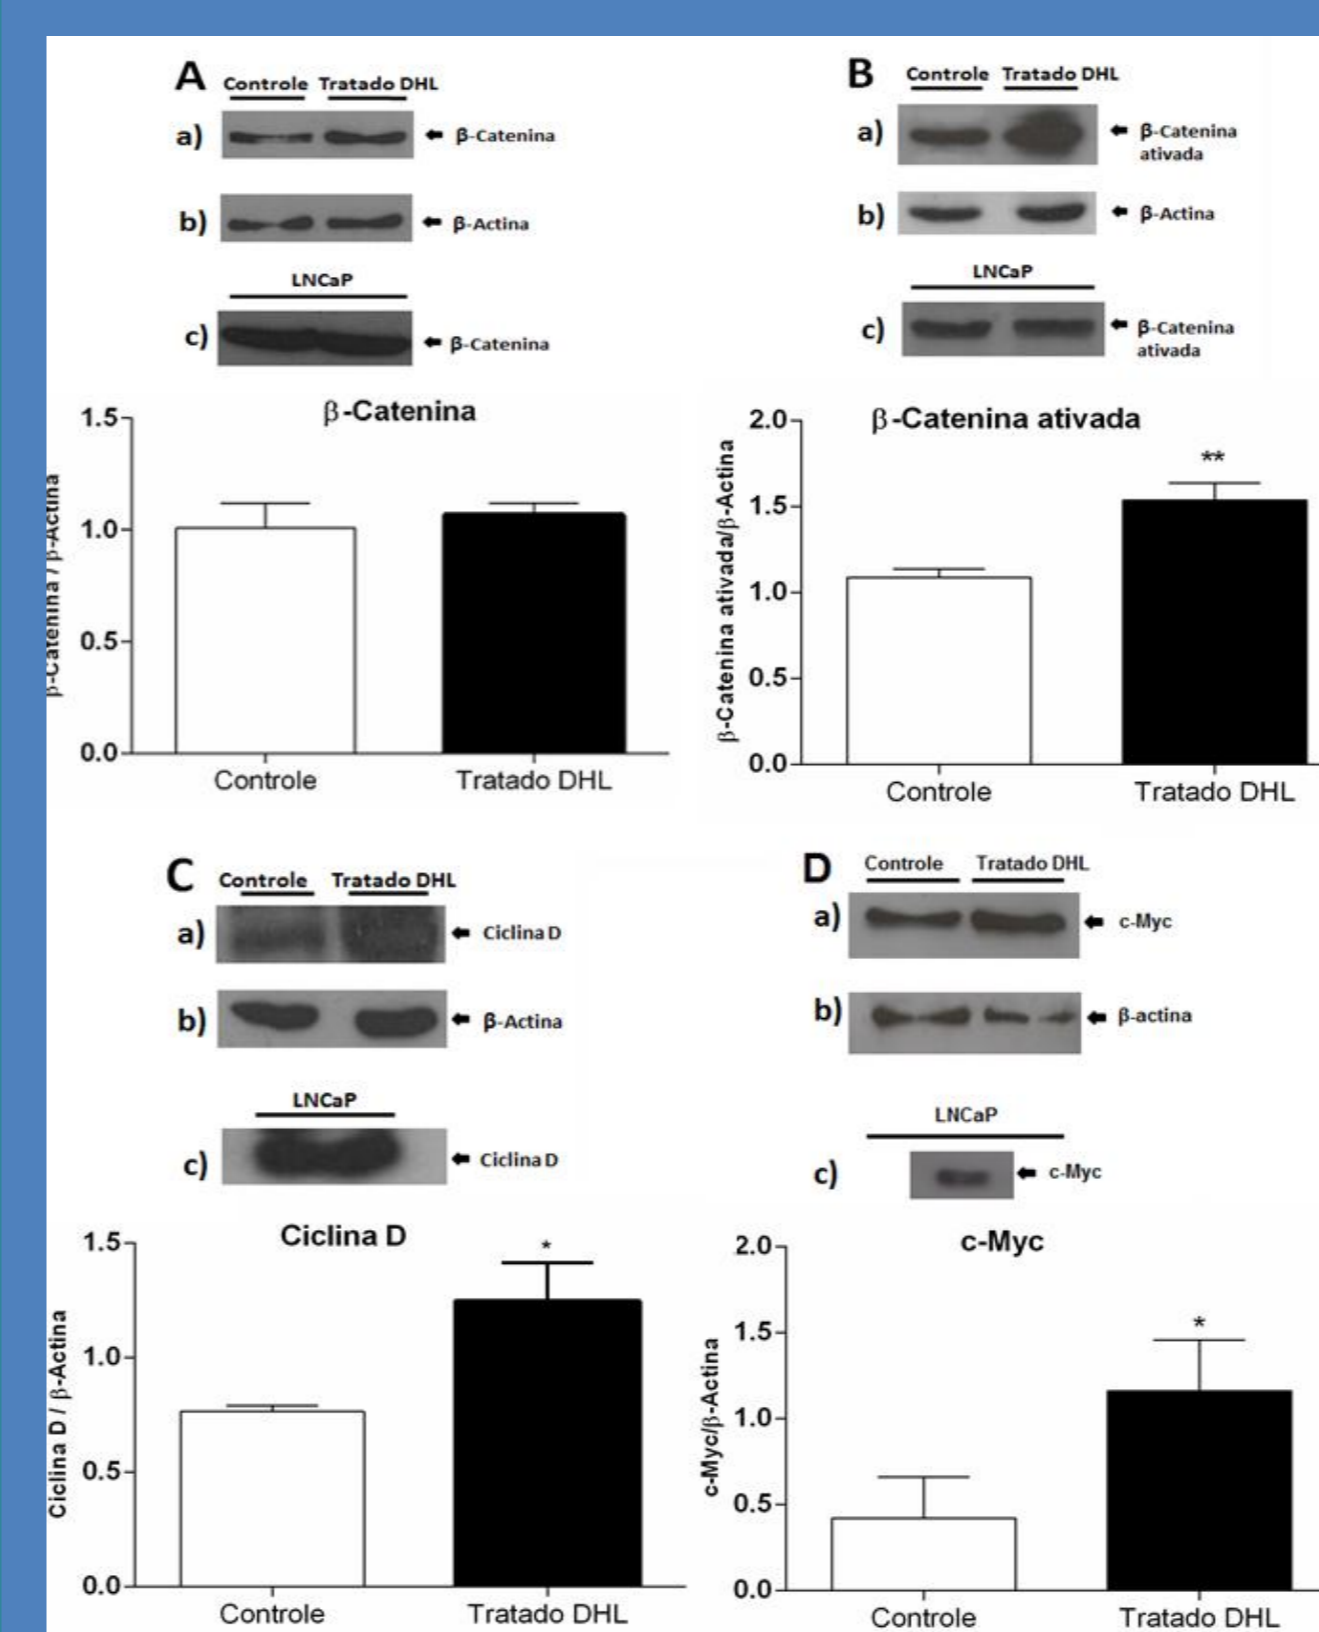 A
Controle Tratado DHL
a)
β-Catenina
b)
β-Actina
LNCaP
c)
β-Catenina
β-Catenina
1.5
1.0
0.5
0.0
β-Catenina / β-Actina
Controle Tratado DHL
B
Controle Tratado DHL
a)
β-Catenina
ativada
b)
β-Actina
LNCaP
c)
β-Catenina
ativada
β-Catenina ativada
2.0
1.5
1.0
0.5
0.0
β-Catenina ativada/β-Actina
**
Controle Tratado DHL
C
Controle Tratado DHL
a)
Ciclina D
b)
β-Actina
LNCaP
c)
Ciclina D
Ciclina D
1.5
1.0
0.5
0.0
Ciclina D / β-Actina
*
Controle Tratado DHL
D
Controle Tratado DHL
a)
c-Myc
b)
β-actina
LNCaP
c)
c-Myc
c-Myc
2.0
1.5
1.0
0.5
0.0
c-Myc/β-Actina
*
Controle Tratado DHL